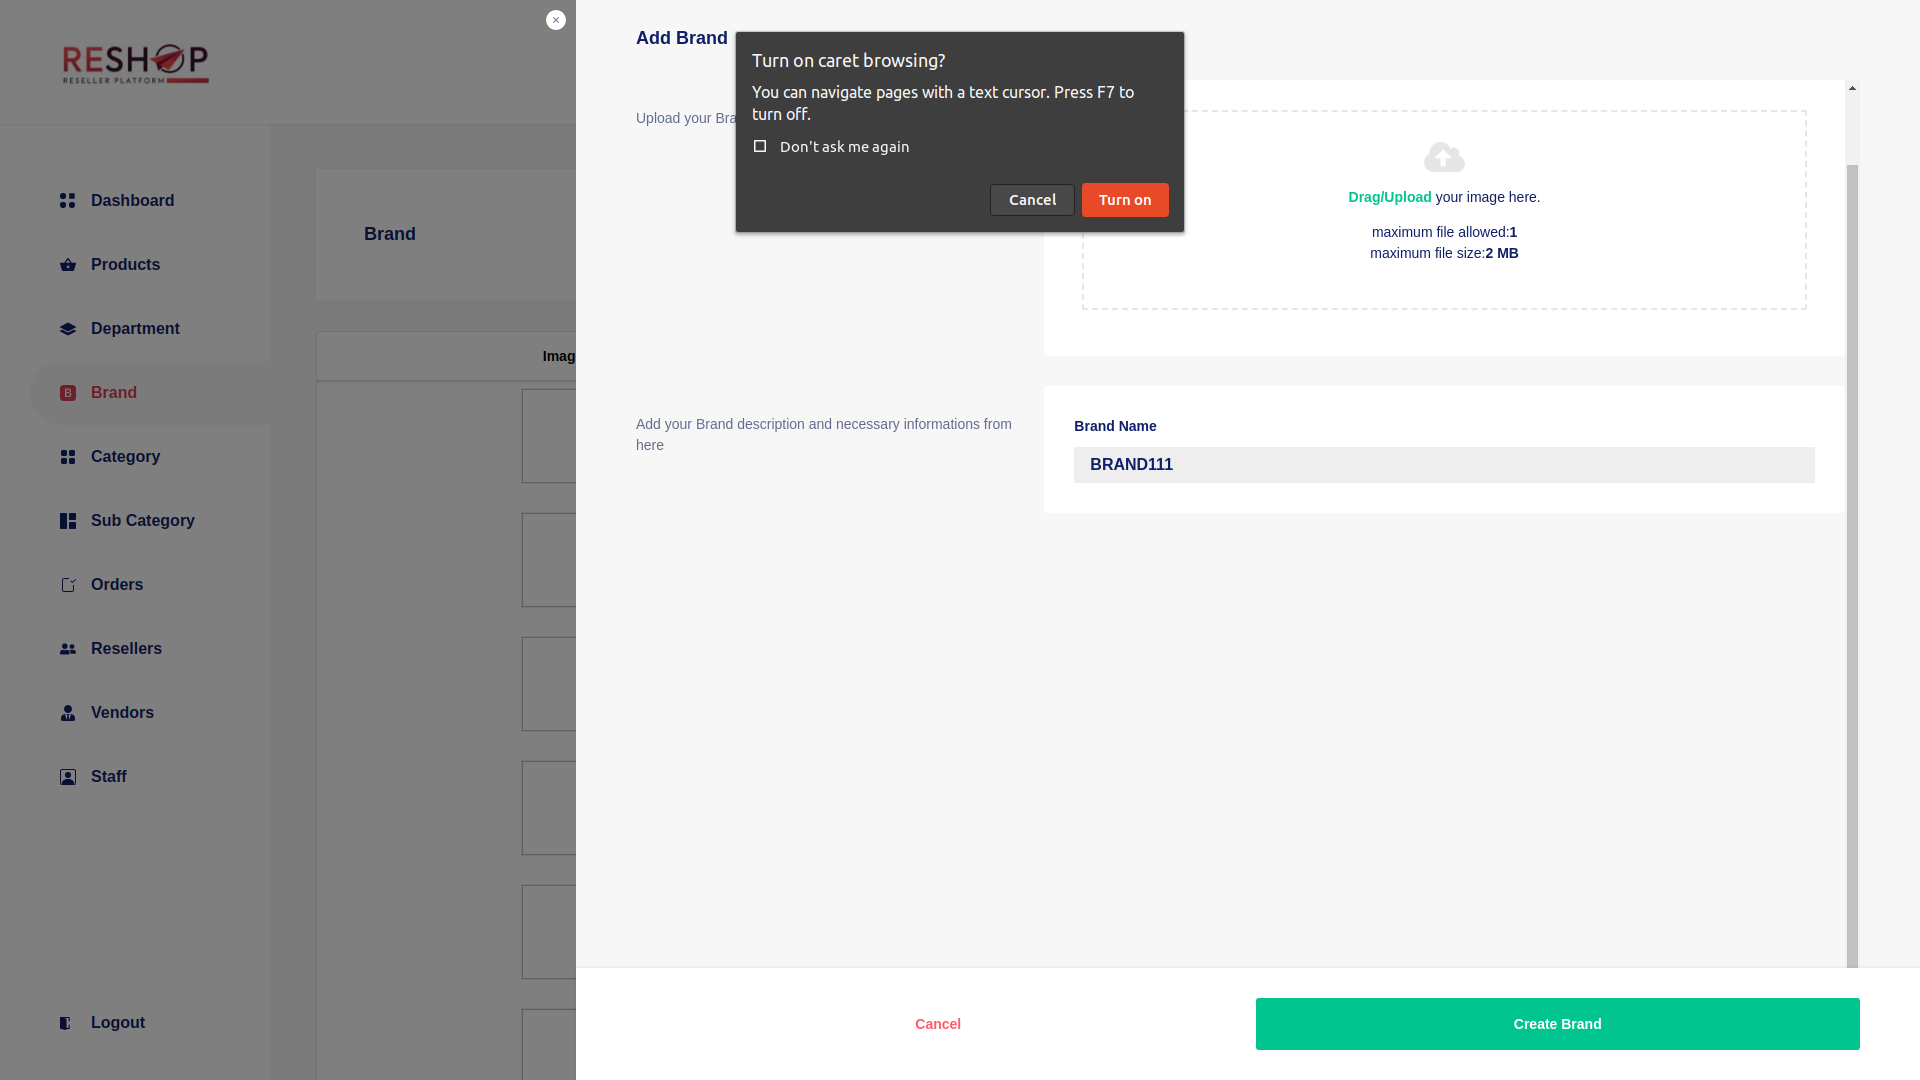 RESHOP
RESELLER PLATFORM
Dashboard
Products
Department
B
Brand
Category
Sub Category
Orders
Resellers
Vendors
Staff
Logout
Brand
Imag
Add Brand
Upload your Bra
Turn on caret browsing?
You can navigate pages with a text cursor. Press F7 to
turn off.
Don't ask me again
Cancel
Turn on
Drag/Upload your image here.
maximum file allowed:1
maximum file size:2 MB
Add your Brand description and necessary informations from
here
Brand Name
BRAND111
Cancel
Create Brand